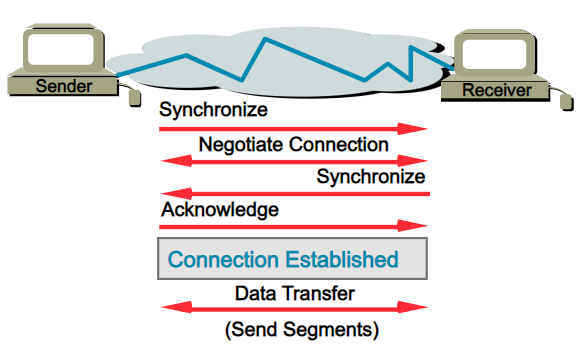 Sender
Receiver
Synchronize
Negotiate Connection
Synchronize
Acknowledge
Connection Established
Data Transfer
(Send Segments)